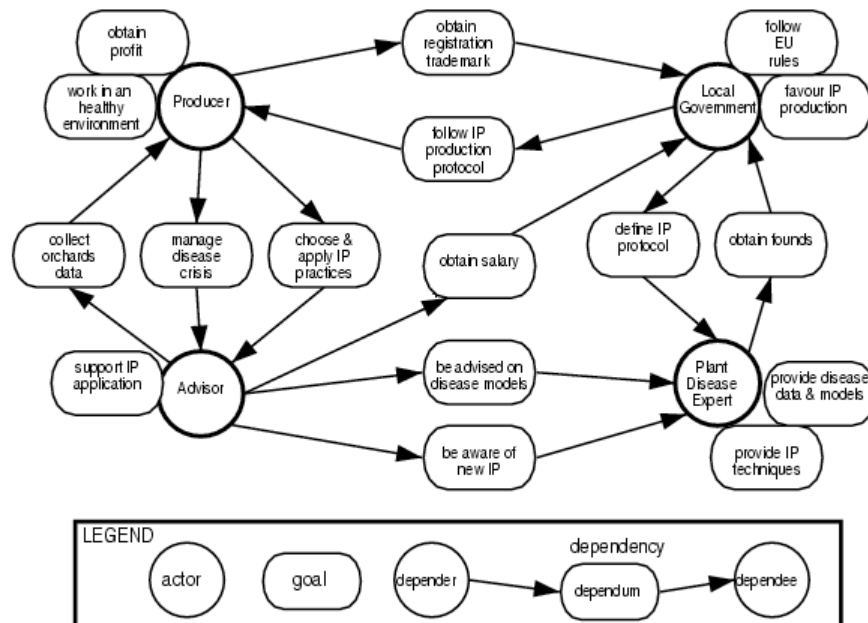 obtain
profit
work in an
healthy
environment
Producer
obtain
registration
trademark
follow IP
production
protocol
Local
Government
follow
EU
rules
favour IP
production
collect
orchards
data
manage
disease
crisis
choose &
apply IP
practices
obtain salary
define IP
protocol
obtain founds
support IP
application
Advisor
be advised on
disease models
be aware of
new IP
Plant
Disease
Expert
provide disease
data & models
provide IP
techniques
LEGEND
actor
goal
depender
dependency
dependum
dependee